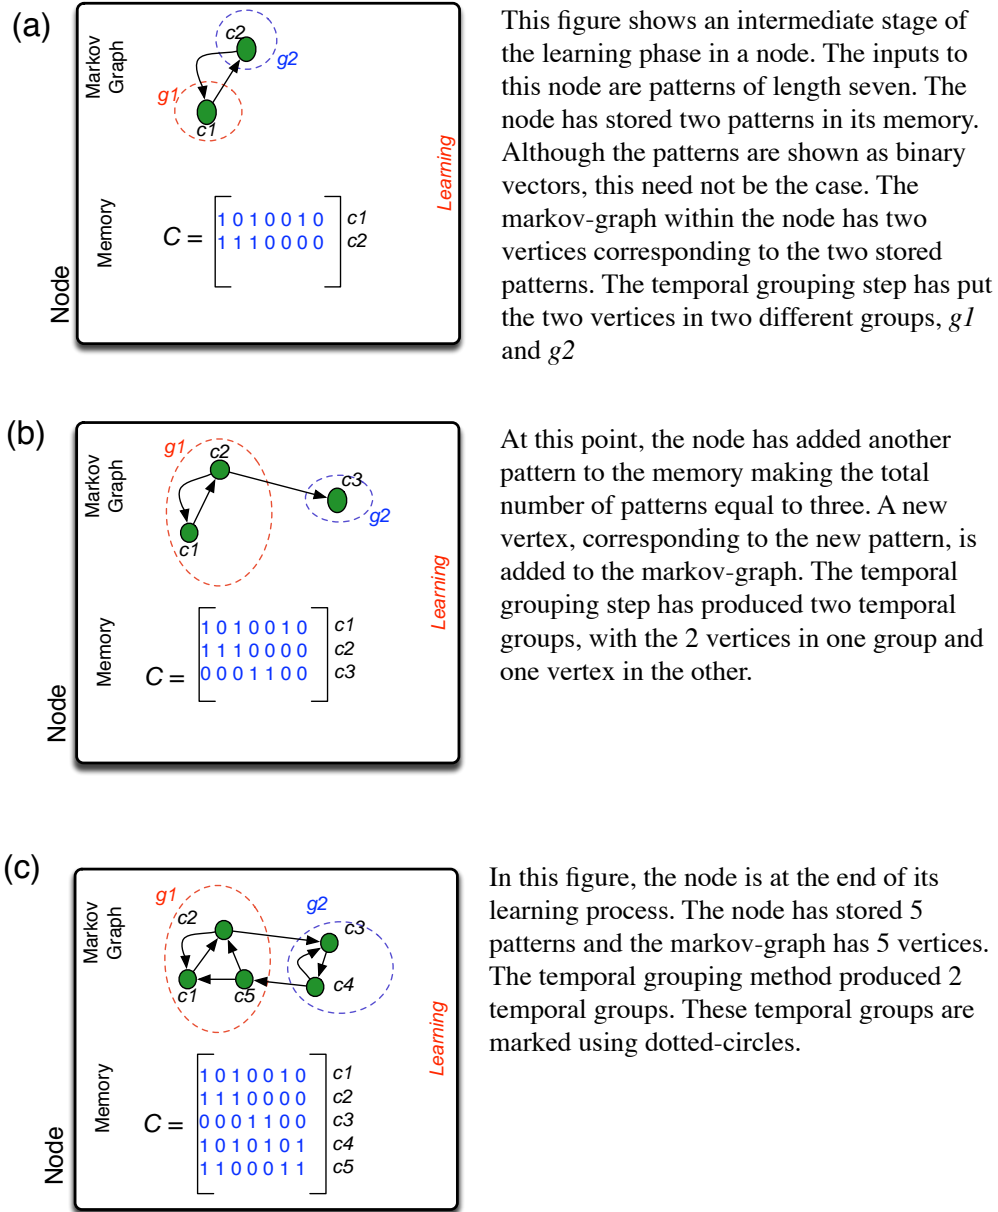 (a)
Markov
Graph
c2
g2
g1
c1
Learning
Memory
C =
1 0 1 0 0 1 0 c1
1 1 1 0 0 0 0 c2
Node
This figure shows an intermediate stage of
the learning phase in a node. The inputs to
this node are patterns of length seven. The
node has stored two patterns in its memory.
Although the patterns are shown as binary
vectors, this need not be the case. The
markov-graph within the node has two
vertices corresponding to the two stored
patterns. The temporal grouping step has put
the two vertices in two different groups, g1
and g2
(b)
Markov
Graph
g1
c2
c3
g2
c1
Learning
Memory
C =
1 0 1 0 0 1 0 c1
1 1 1 0 0 0 0 c2
0 0 0 1 1 0 0 c3
Node
At this point, the node has added another
pattern to the memory making the total
number of patterns equal to three. A new
vertex, corresponding to the new pattern, is
added to the markov-graph. The temporal
grouping step has produced two temporal
groups, with the 2 vertices in one group and
one vertex in the other.
(c)
Markov
Graph
g1
c2
g2
c3
c1
c5
c4
Learning
Memory
C =
1 0 1 0 0 1 0 c1
1 1 1 0 0 0 0 c2
0 0 0 1 1 0 0 c3
1 0 1 0 1 0 1 c4
1 1 0 0 0 1 1 c5
Node
In this figure, the node is at the end of its
learning process. The node has stored 5
patterns and the markov-graph has 5 vertices.
The temporal grouping method produced 2
temporal groups. These temporal groups are
marked using dotted-circles.